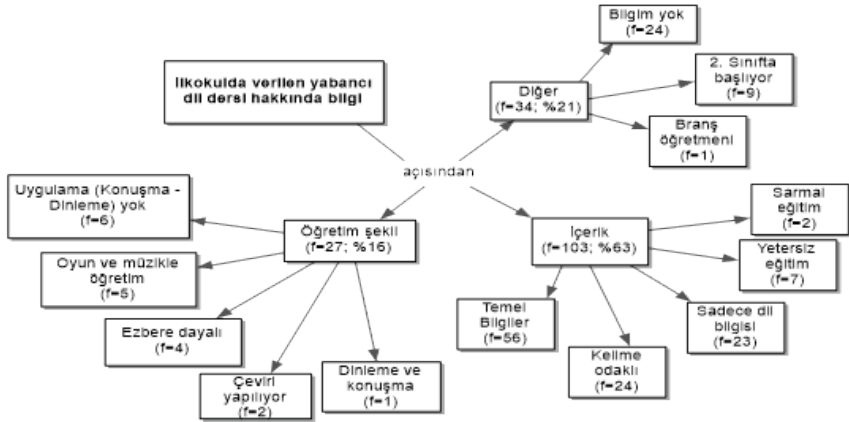 İlkokulda verilen yabancı
dil dersi hakkında bilgi
açısından
Diğer
(f=34; %21)
Bilgim yok
(f=24)
2. Sınıfta
başlıyor
(f=9)
Branş
öğretmeni
(f=1)
Öğretim şekli
(f=27; %16)
Uygulama (Konuşma -
Dinleme) yok
(f=6)
Oyun ve müzikle
öğretim
(f=5)
Ezbere dayalı
(f=4)
Çeviri
yapılıyor
(f=2)
Dinleme ve
konuşma
(f=1)
İçerik
(f=103; %63)
Sarmal
eğitim
(f=2)
Yetersiz
eğitim
(f=7)
Sadece dil
bilgisi
(f=23)
Kelime
odaklı
(f=24)
Temel
Bilgiler
(f=56)